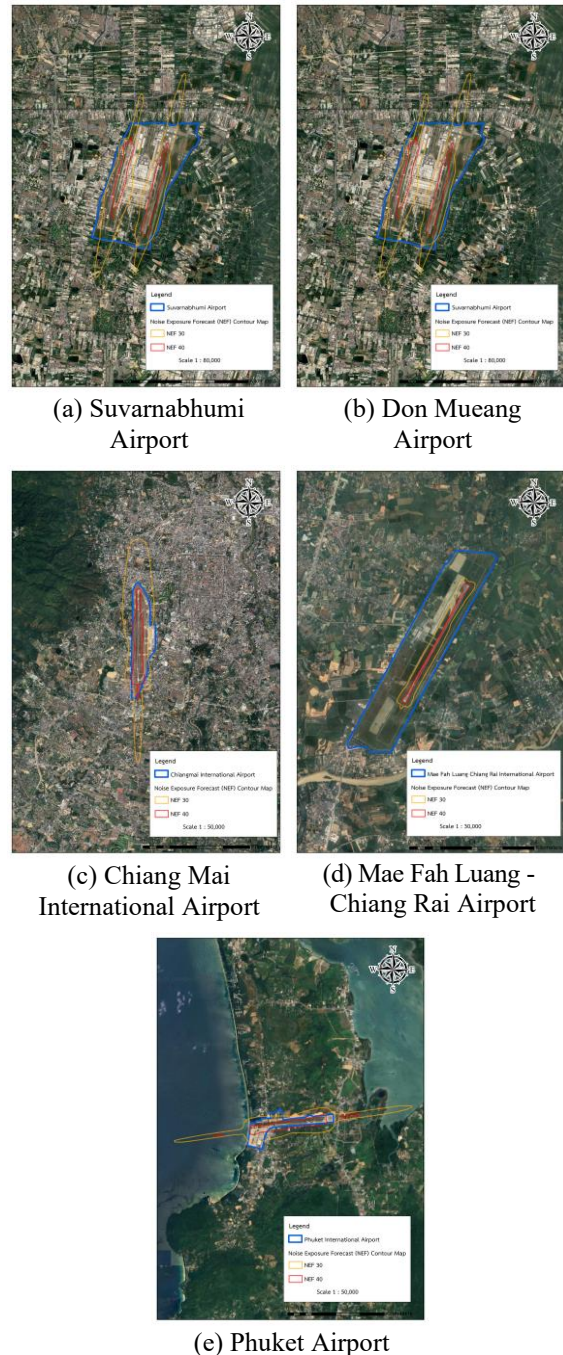 N
W E
S
Legend
Suvarnabhumi Airport
Noise Exposure Forecast (NEF) Contour Map
NEF 30
NEF 40
Scale 1 : 80,000
(a) Suvarnabhumi
Airport
N
W E
S
Legend
Suvarnabhumi Airport
Noise Exposure Forecast (NEF) Contour Map
NEF 30
NEF 40
Scale 1 : 80,000
(b) Don Mueang
Airport
N
W E
S
Legend
Chiangmai International Airport
Noise Exposure Forecast (NEF) Contour Map
NEF 30
NEF 40
Scale 1 : 50,000
(c) Chiang Mai
International Airport
N
W E
S
Legend
Mae Fah Luang Chiang Rai International Airport
Noise Exposure Forecast (NEF) Contour Map
NEF 30
NEF 40
Scale 1 : 30,000
(d) Mae Fah Luang -
Chiang Rai Airport
N
W E
S
Legend
Phuket International Airport
Noise Exposure Forecast (NEF) Contour Map
NEF 30
NEF 40
Scale 1 : 50,000
(e) Phuket Airport